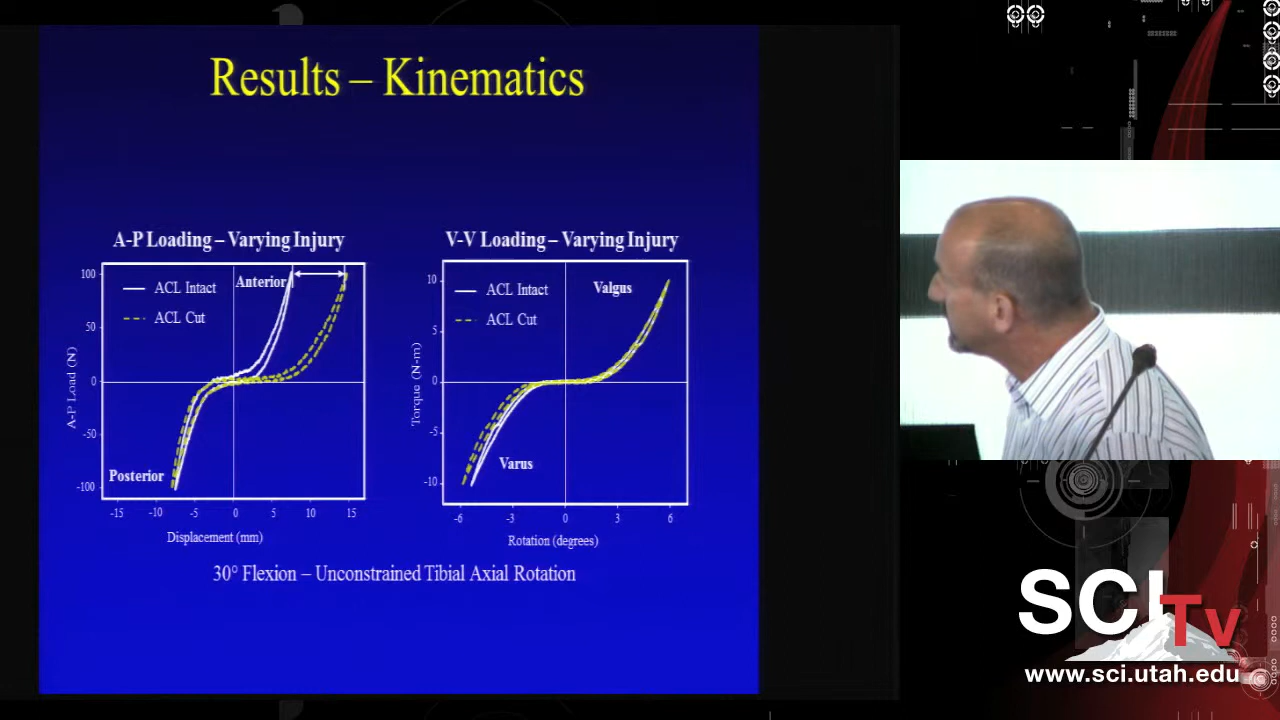 Results – Kinematics
A-P Loading – Varying Injury
100
50
0
-50
-100
A-P Load (N)
ACL Intact
ACL Cut
Anterior
Posterior
-15 -10 -5 0 5 10 15
Displacement (mm)
V-V Loading – Varying Injury
10
5
0
-5
-10
Torque (N-m)
ACL Intact
ACL Cut
Valgus
Varus
-6 -3 0 3 6
Rotation (degrees)
30° Flexion – Unconstrained Tibial Axial Rotation
SCI
TV
www.sci.utah.edu